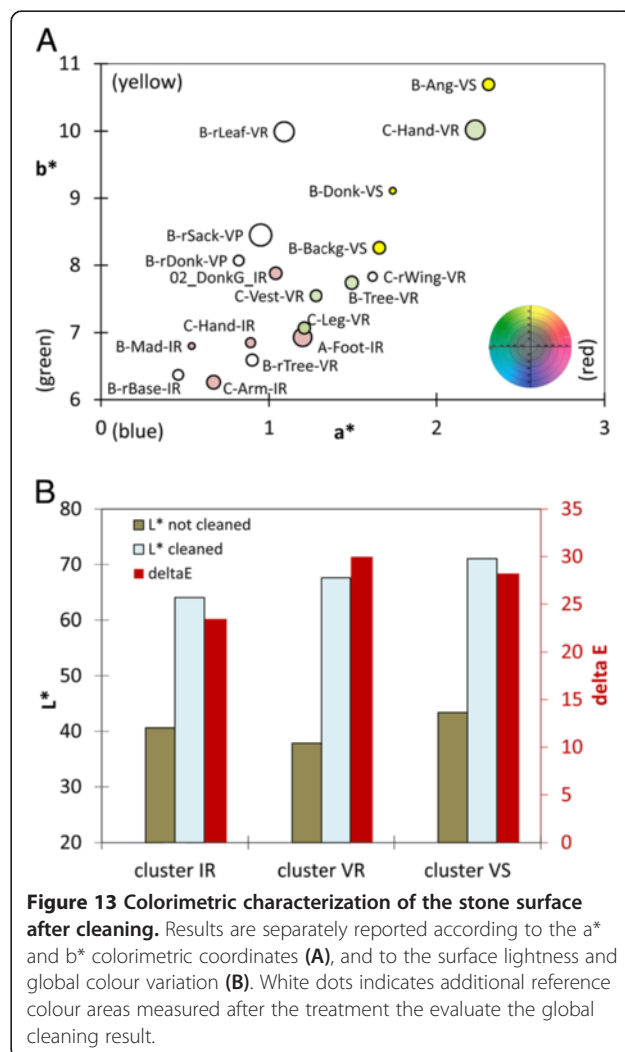 A
11
(yellow)
B-Ang-VS
10
B-rLeaf-VR
C-Hand-VR
b*
9
B-Donk-VS
B-rSack-VP
B-Backg-VS
8
B-rDonk-VP
C-rWing-VR
02_DonkG_IR
B-Tree-VR
C-Vest-VR
7
C-Hand-IR
C-Leg-VR
B-Mad-IR
A-Foot-IR
(green)
(red)
B-rTree-VR
B-rBase-IR
C-Arm-IR
6
0
(blue)
1
a*
2
3
B
80
35
L* not cleaned
L* cleaned
deltaE
70
30
25
60
20
L*
50
delta E
15
40
10
30
5
20
0
cluster IR
cluster VR
cluster VS
Figure 13 Colorimetric characterization of the stone surface
after cleaning. Results are separately reported according to the a*
and b* colorimetric coordinates (A), and to the surface lightness and
global colour variation (B). White dots indicates additional reference
colour areas measured after the treatment the evaluate the global
cleaning result.